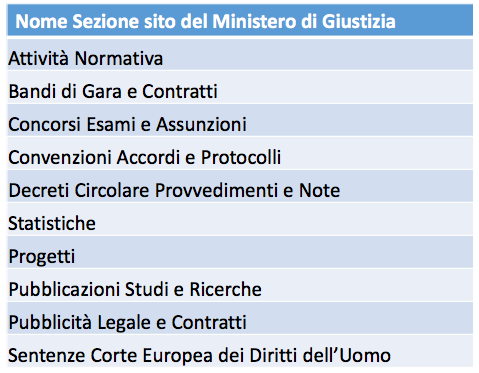 Nome Sezione sito del Ministero di Giustizia
Attività Normativa
Bandi di Gara e Contratti
Concorsi Esami e Assunzioni
Convenzioni Accordi e Protocolli
Decreti Circolare Provvedimenti e Note
Statistiche
Progetti
Pubblicazioni Studi e Ricerche
Pubblicità Legale e Contratti
Sentenze Corte Europea dei Diritti dell’Uomo